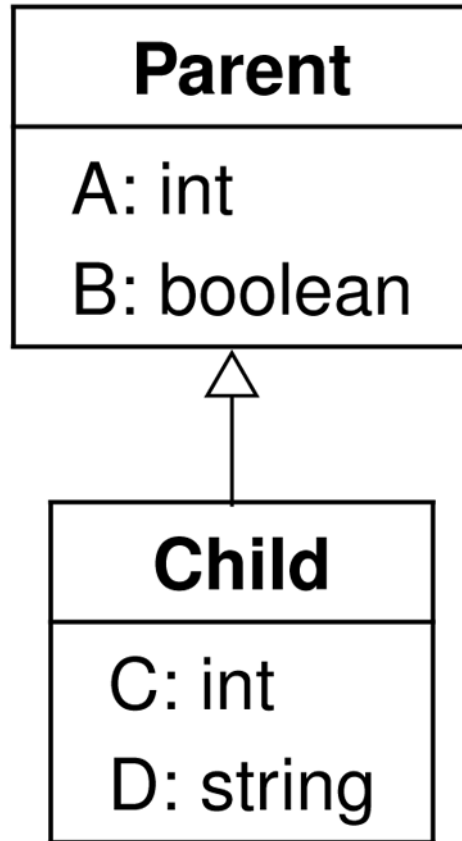 Parent
A: int
B: boolean
Child
C: int
D: string